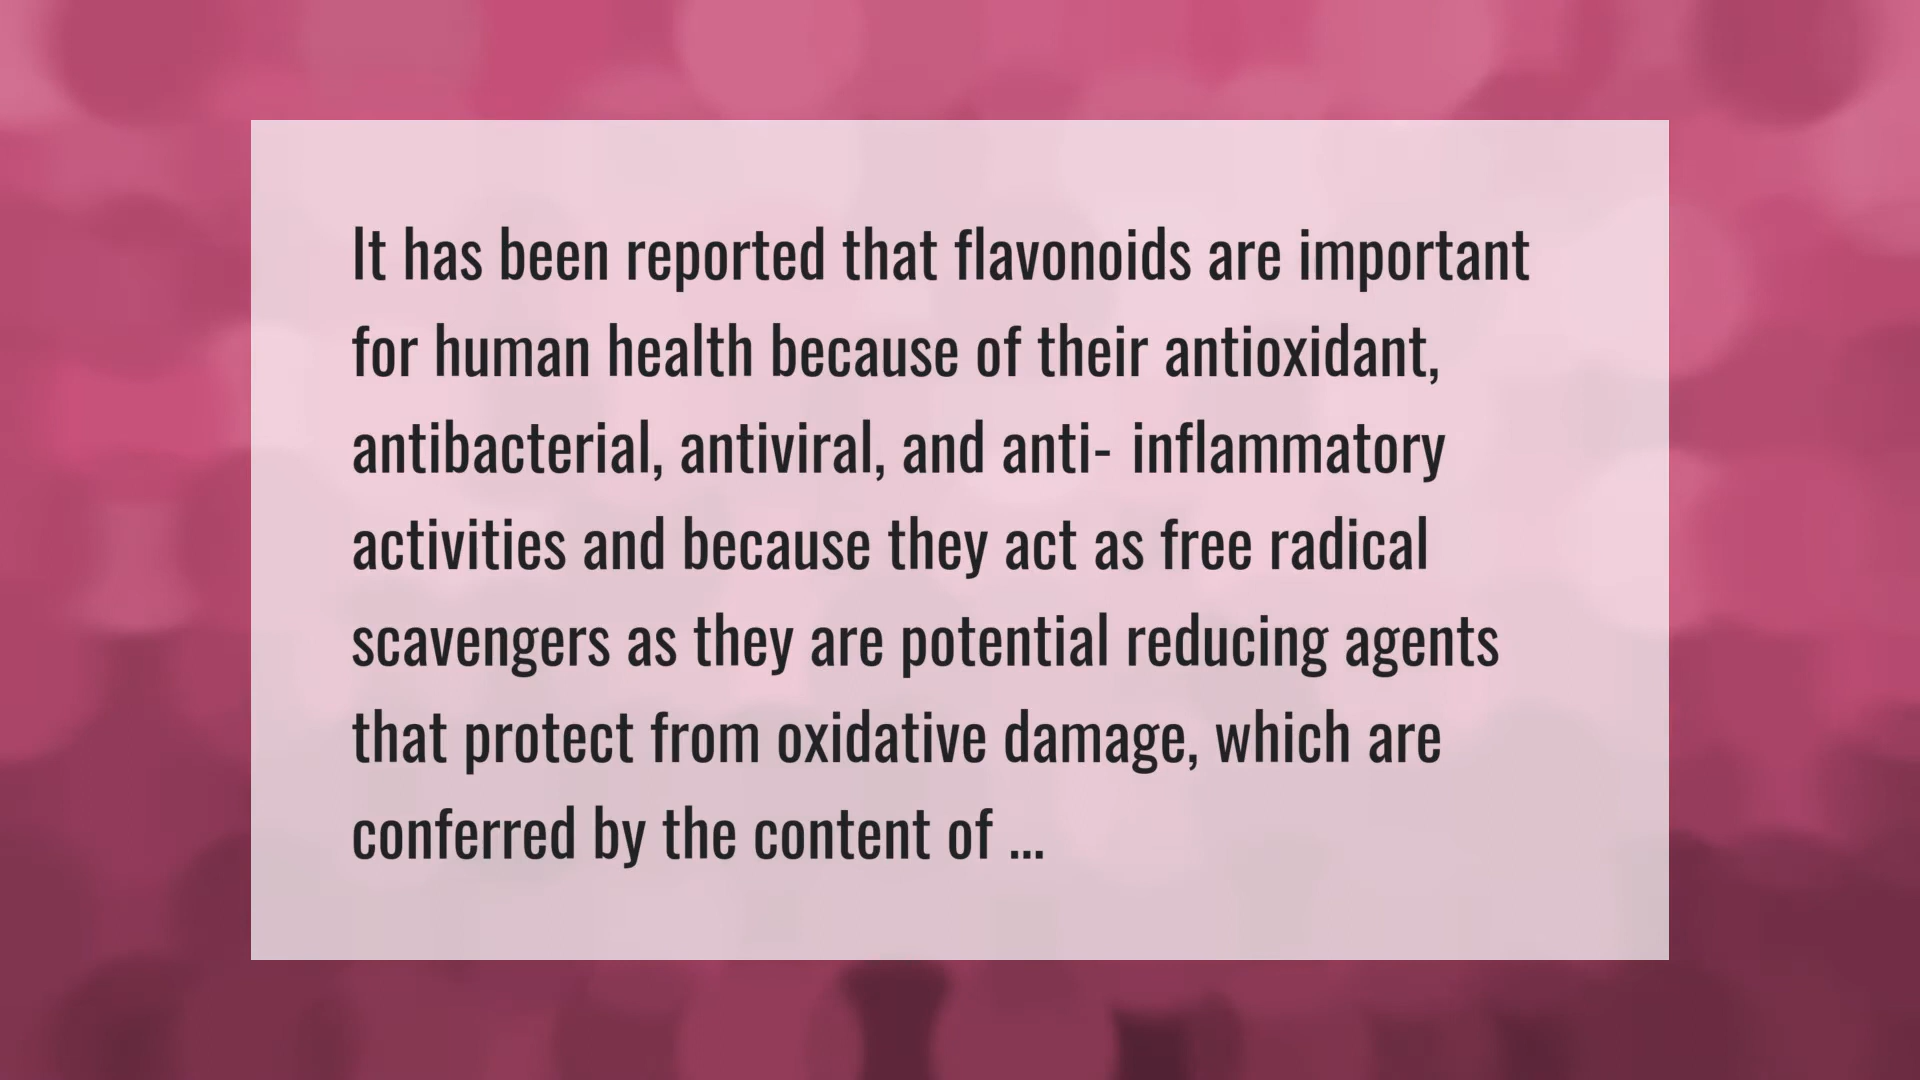 It has been reported that flavonoids are important
for human health because of their antioxidant,
antibacterial, antiviral, and anti- inflammatory
activities and because they act as free radical
scavengers as they are potential reducing agents
that protect from oxidative damage, which are
conferred by the content of ...